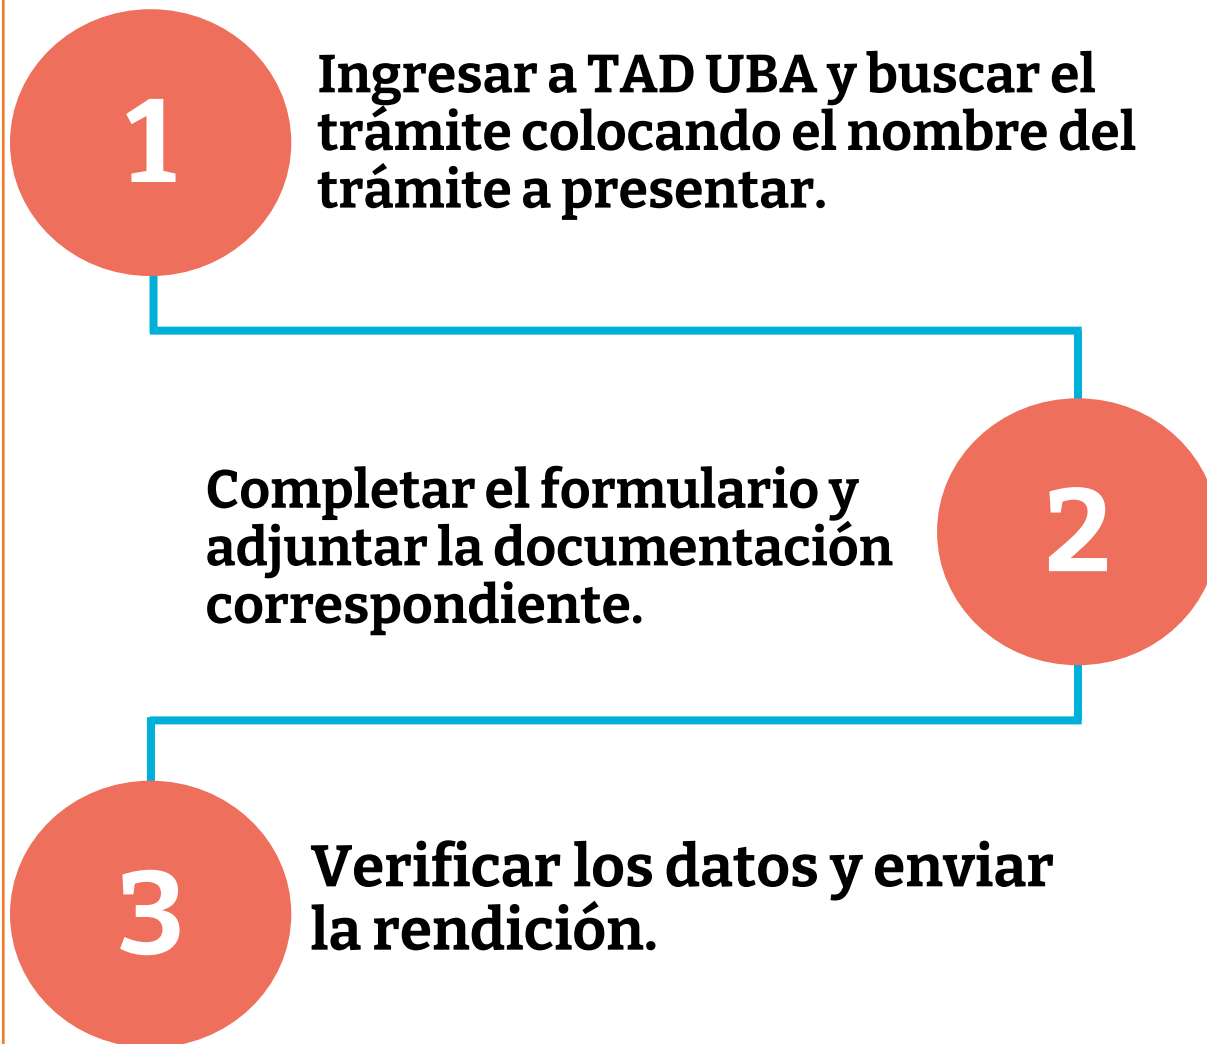 1
Ingresar a TAD UBA y buscar el
trámite colocando el nombre del
trámite a presentar.
Completar el formulario y
adjuntar la documentación
correspondiente.
2
3
Verificar los datos y enviar
la rendición.